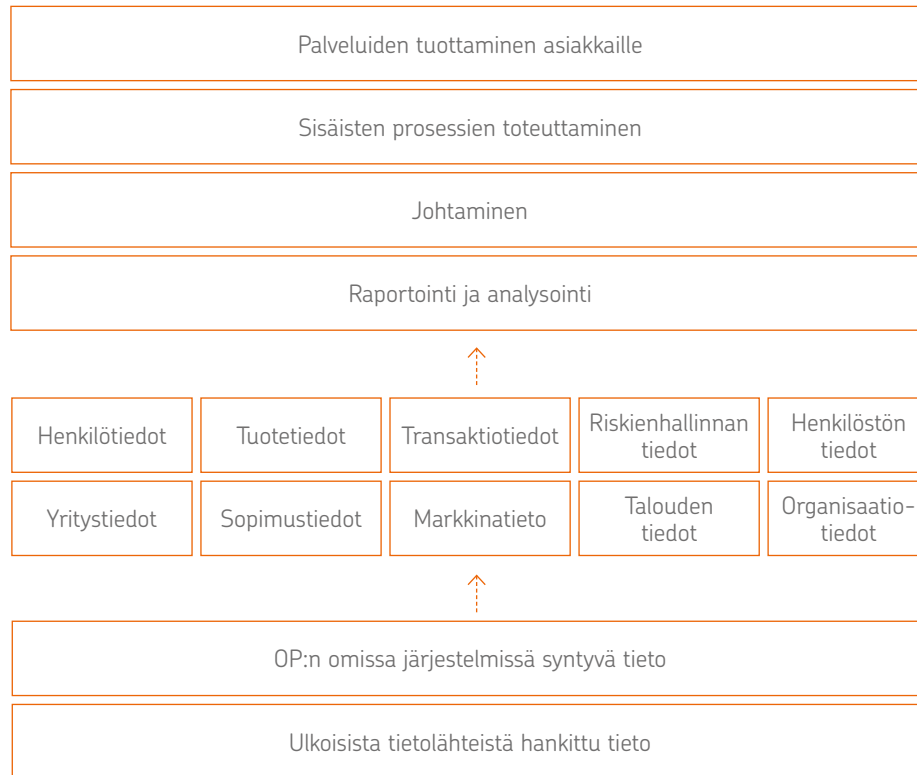 Palveluiden tuottaminen asiakkaille
Sisäisten prosessien toteuttaminen
Johtaminen
Raportointi ja analysointi
Henkilötiedot
Tuotetiedot
Transaktiotiedot
Riskienhallinnan
tiedot
Henkilöstön
tiedot
Yritystiedot
Sopimustiedot
Markkinatieto
Talouden
tiedot
Organisaatio-
tiedot
OP:n omissa järjestelmissä syntyvä tieto
Ulkoisista tietolähteistä hankittu tieto